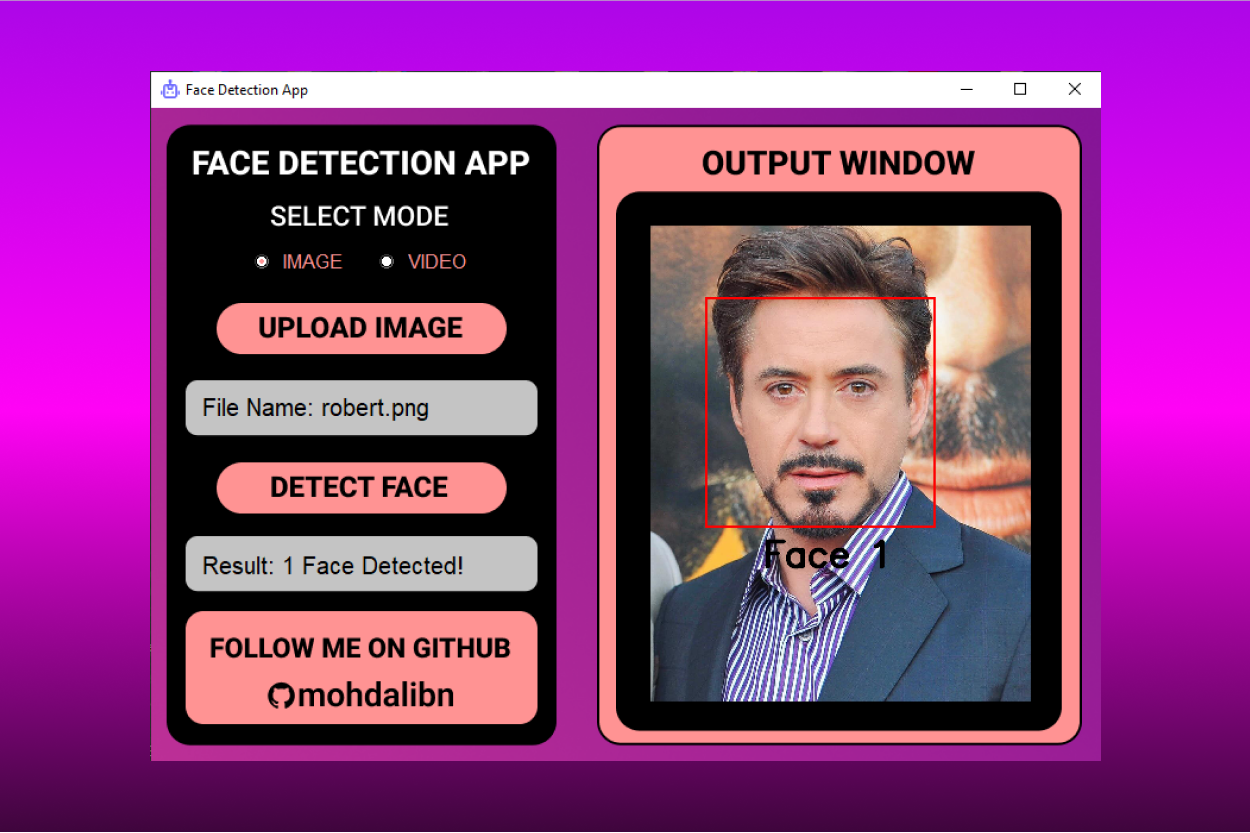 Face Detection App
FACE DETECTION APP
SELECT MODE
IMAGE VIDEO
UPLOAD IMAGE
File Name: robert.png
DETECT FACE
Result: 1 Face Detected!
FOLLOW ME ON GITHUB
mohdalibn
OUTPUT WINDOW
Face 1